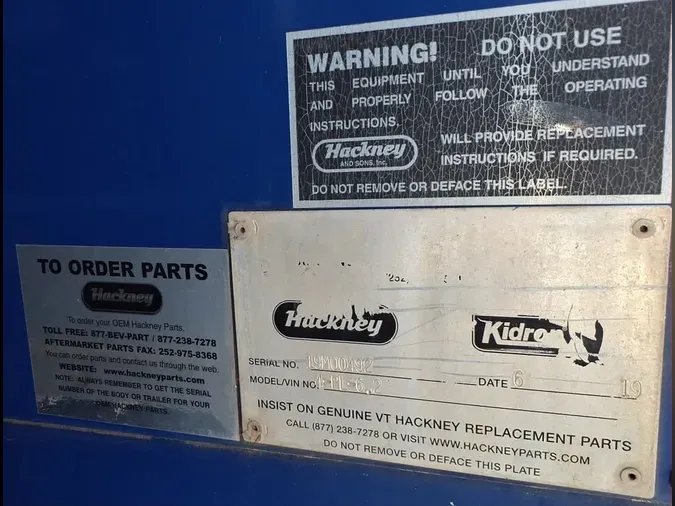 WARNING! DO NOT USE
THIS EQUIPMENT UNTIL YOU UNDERSTAND
AND PROPERLY FOLLOW THE OPERATING
INSTRUCTIONS.
Hackney
AND SONS, Inc.
WILL PROVIDE REPLACEMENT
INSTRUCTIONS IF REQUIRED.
DO NOT REMOVE OR DEFACE THIS LABEL.
TO ORDER PARTS
Hackney
To order your OEM Hackney Parts.
TOLL FREE: 877-BEV-PART / 877-238-7278
AFTERMARKET PARTS FAX: 252-975-8368
You can order parts and contact us through the web.
WEBSITE: www.hackneyparts.com
NOTE: ALWAYS REMEMBER TO GET THE SERIAL
NUMBER OF THE BODY OR TRAILER FOR YOUR
HACKNEY PARTS.
Hackney
Kidron
SERIAL NO. 19M00492
MODEL/VIN NO. DATE 6 19
INSIST ON GENUINE VT HACKNEY REPLACEMENT PARTS
CALL (877) 238-7278 OR VISIT WWW.HACKNEYPARTS.COM
DO NOT REMOVE OR DEFACE THIS PLATE